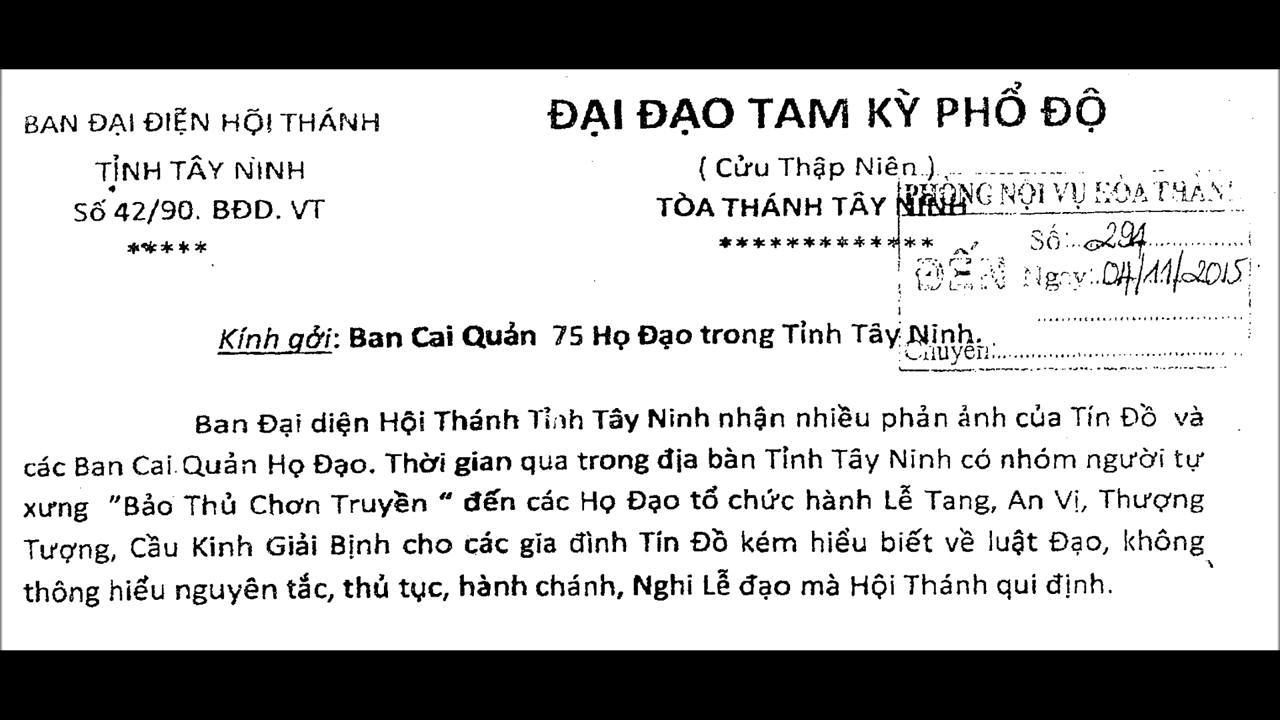 BAN ĐẠI ĐIỆN HỘI THÁNH
TỈNH TÂY NINH
Số 42/90. BĐD. VT
*****
ĐẠI ĐẠO TAM KỲ PHỔ ĐỘ
( Cửu Thập Niên )
TÒA THÁNH TÂY NINH
*************
PHÒNG NỘI VỤ HÒA THÀNH
ĐẾN
Số: 294
Ngày: 04/11/2015
Chuyển:
Kính gởi: Ban Cai Quản 75 Họ Đạo trong Tỉnh Tây Ninh.
Ban Đại diện Hội Thánh Tỉnh Tây Ninh nhận nhiều phản ảnh của Tín Đồ và
các Ban Cai Quản Họ Đạo. Thời gian qua trong địa bàn Tỉnh Tây Ninh có nhóm người tự
xưng "Bảo Thủ Chơn Truyền " đến các Họ Đạo tổ chức hành Lễ Tang, An Vị, Thượng
Tượng, Cầu Kinh Giải Bịnh cho các gia đình Tín Đồ kém hiểu biết về luật Đạo, không
thông hiểu nguyên tắc, thủ tục, hành chánh, Nghi Lễ đạo mà Hội Thánh qui định.